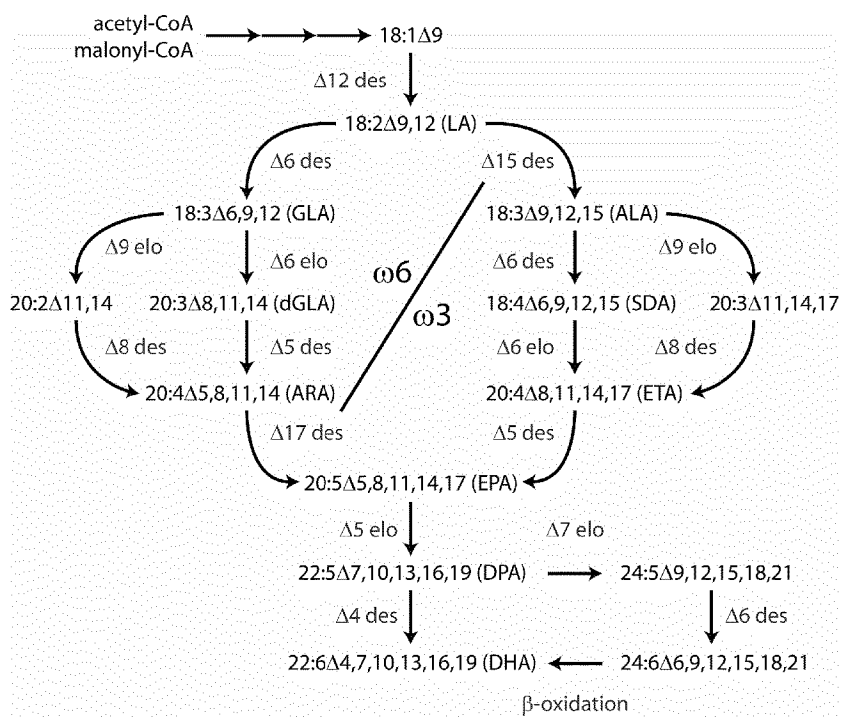 acetyl-CoA
malonyl-CoA
18:1Δ9
Δ12 des
18:2Δ9,12 (LA)
Δ6 des
Δ15 des
18:3Δ6,9,12 (GLA)
18:3Δ9,12,15 (ALA)
Δ9 elo
Δ6 elo
Δ6 des
Δ9 elo
ω6
ω3
20:2Δ11,14
20:3Δ8,11,14 (dGLA)
18:4Δ6,9,12,15 (SDA)
20:3Δ11,14,17
Δ8 des
Δ5 des
Δ6 elo
Δ8 des
20:4Δ5,8,11,14 (ARA)
20:4Δ8,11,14,17 (ETA)
Δ17 des
Δ5 des
20:5Δ5,8,11,14,17 (EPA)
Δ5 elo
Δ7 elo
22:5Δ7,10,13,16,19 (DPA)
24:5Δ9,12,15,18,21
Δ4 des
Δ6 des
22:6Δ4,7,10,13,16,19 (DHA)
24:6Δ6,9,12,15,18,21
β-oxidation